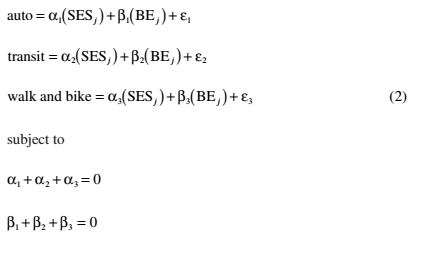 auto = α₁(SESⱼ) + β₁(BEⱼ) + ε₁
transit = α₂(SESⱼ) + β₂(BEⱼ) + ε₂
walk and bike = α₃(SESⱼ) + β₃(BEⱼ) + ε₃ (2)
subject to
α₁ + α₂ + α₃ = 0
β₁ + β₂ + β₃ = 0